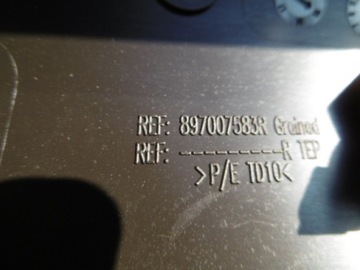 REF: 897007583R Grained
REF: ----------R TEP
>P/E TD10<